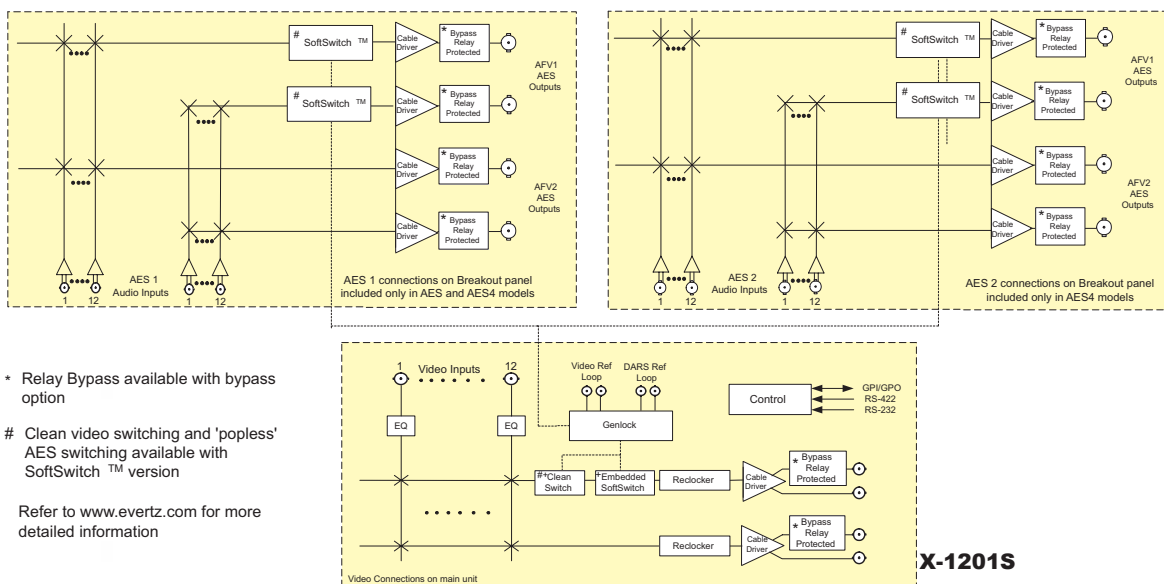 # SoftSwitch TM
Cable Driver
* Bypass Relay Protected
# SoftSwitch TM
Cable Driver
* Bypass Relay Protected
AFV1 AES Outputs
Cable Driver
* Bypass Relay Protected
Cable Driver
* Bypass Relay Protected
AFV2 AES Outputs
1
12
AES 1
Audio Inputs
1
12
AES 1 connections on Breakout panel
included only in AES and AES4 models
# SoftSwitch TM
Cable Driver
* Bypass Relay Protected
# SoftSwitch TM
Cable Driver
* Bypass Relay Protected
AFV1 AES Outputs
Cable Driver
* Bypass Relay Protected
Cable Driver
* Bypass Relay Protected
AFV2 AES Outputs
1
12
AES 2
Audio Inputs
1
12
AES 2 connections on Breakout panel
included only in AES4 models
* Relay Bypass available with bypass
option
# Clean video switching and 'popless'
AES switching available with
SoftSwitch TM version
Refer to www.evertz.com for more
detailed information
1
Video Inputs
12
Video Ref
Loop
DARS Ref
Loop
EQ
EQ
Genlock
Control
GPI/GPO
RS-422
RS-232
#+Clean
Switch
+Embedded
SoftSwitch
Reclocker
Cable
Driver
* Bypass
Relay
Protected
Reclocker
Cable
Driver
* Bypass
Relay
Protected
Video Connections on main unit
X-1201S